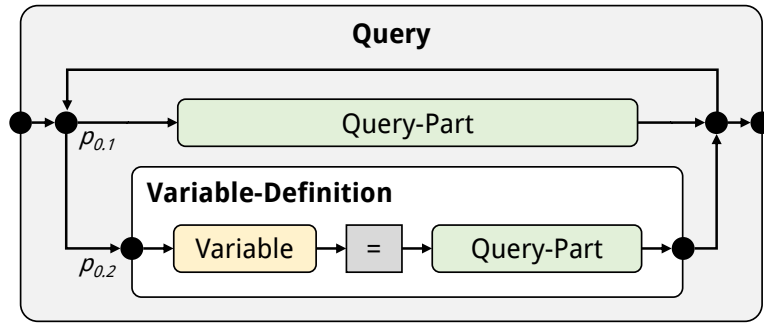 Query
Query-Part
p0.1
Variable-Definition
Variable
=
Query-Part
p0.2